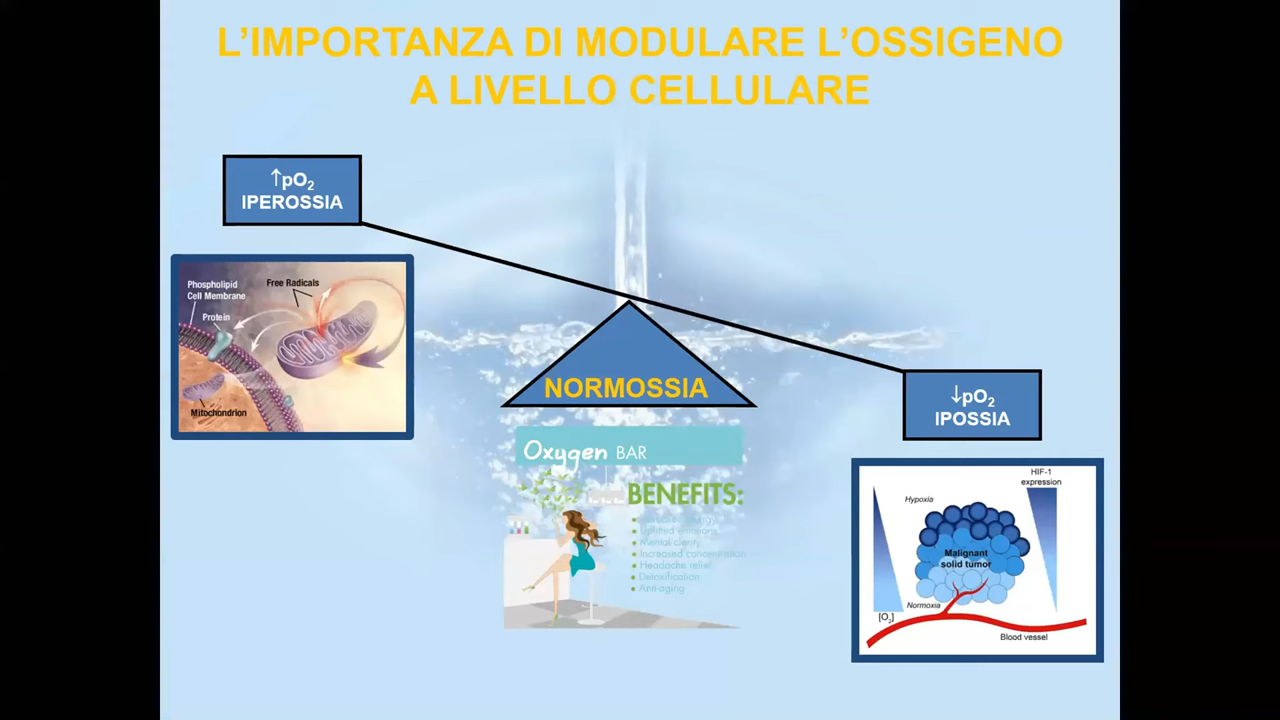 L'IMPORTANZA DI MODULARE L'OSSIGENO
A LIVELLO CELLULARE
↑pO₂
IPEROSSIA
Phospholipid
Cell Membrane
Free Radicals
Protein
Mitochondrion
NORMOSSIA
↓pO₂
IPOSSIA
Oxygen BAR
BENEFITS:
Uplifted emotions
Mental clarity
Increased concentration
Headache relief
Detoxification
Anti-aging
HIF-1
expression
Hypoxia
Malignant
solid tumor
Normoxia
[O₂]
Blood vessel